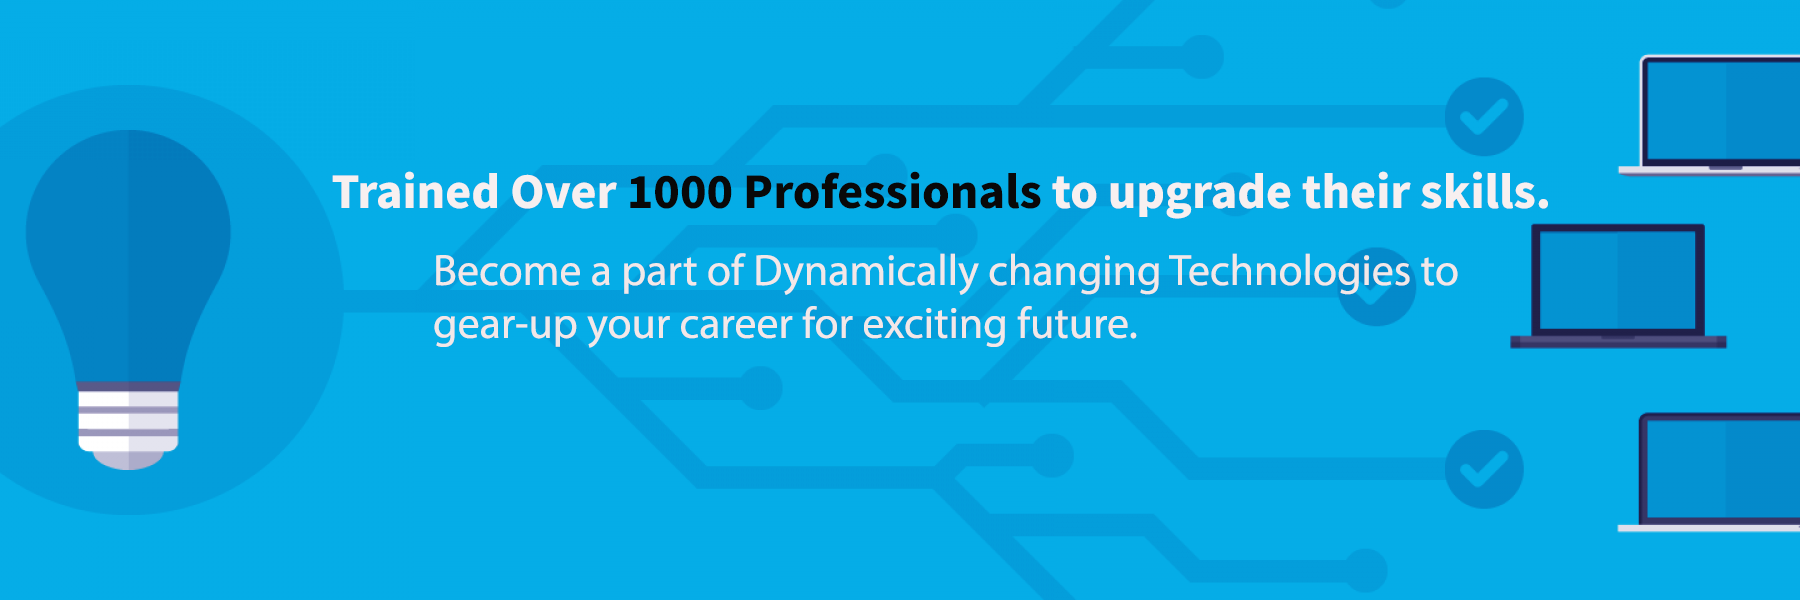 Trained Over 1000 Professionals to upgrade their skills.
Become a part of Dynamically changing Technologies to
gear-up your career for exciting future.